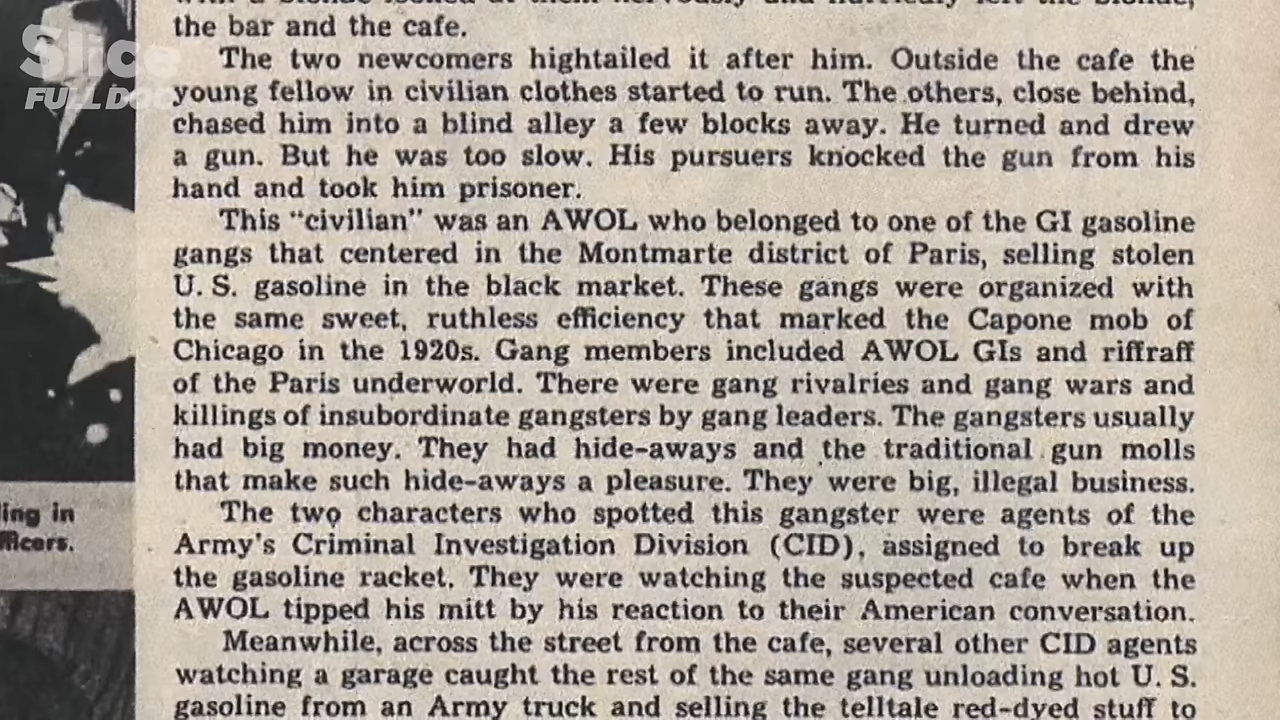 the bar and the cafe.
The two newcomers hightailed it after him. Outside the cafe the
young fellow in civilian clothes started to run. The others, close behind,
chased him into a blind alley a few blocks away. He turned and drew
a gun. But he was too slow. His pursuers knocked the gun from his
hand and took him prisoner.
This “civilian” was an AWOL who belonged to one of the GI gasoline
gangs that centered in the Montmarte district of Paris, selling stolen
U. S. gasoline in the black market. These gangs were organized with
the same sweet, ruthless efficiency that marked the Capone mob of
Chicago in the 1920s. Gang members included AWOL GIs and riffraff
of the Paris underworld. There were gang rivalries and gang wars and
killings of insubordinate gangsters by gang leaders. The gangsters usually
had big money. They had hide-aways and the traditional gun molls
that make such hide-aways a pleasure. They were big, illegal business.
The two characters who spotted this gangster were agents of the
Army’s Criminal Investigation Division (CID), assigned to break up
the gasoline racket. They were watching the suspected cafe when the
AWOL tipped his mitt by his reaction to their American conversation.
Meanwhile, across the street from the cafe, several other CID agents
watching a garage caught the rest of the same gang unloading hot U. S.
gasoline from an Army truck and selling the telltale red-dyed stuff to
ling in
fficers.
Slice
FULL DOC